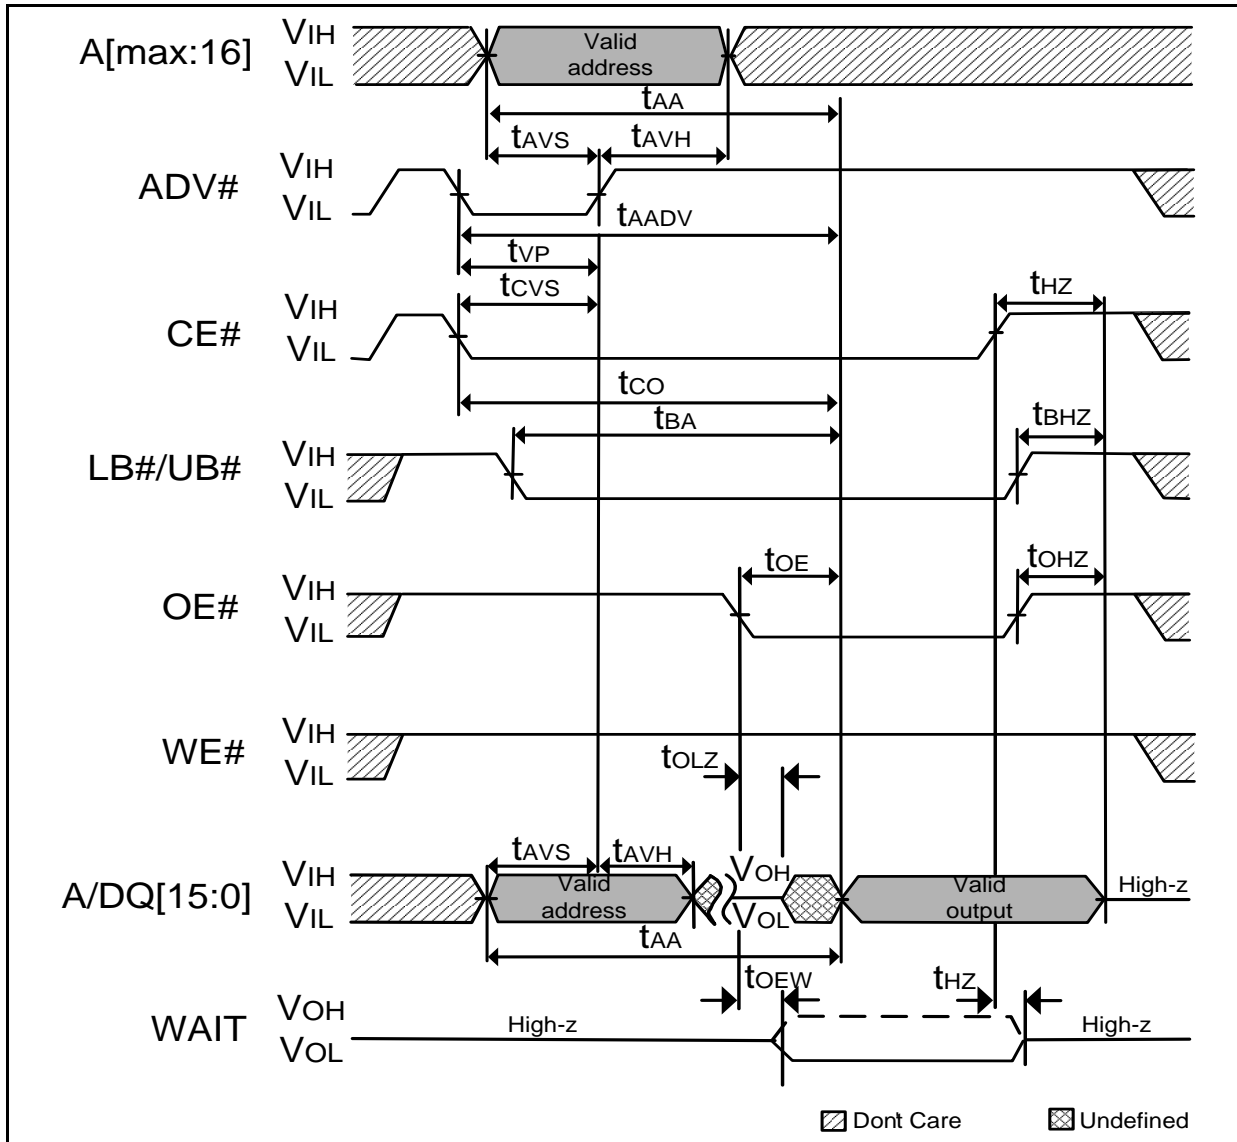 A[max:16]
VIH
VIL
Valid
address
tAA
tAVS
tAVH
ADV#
VIH
VIL
tAADV
tVP
tCVS
CE#
VIH
VIL
tHZ
tCO
tBA
tBHZ
LB#/UB#
VIH
VIL
tOE
tOHZ
OE#
VIH
VIL
WE#
VIH
VIL
tOLZ
A/DQ[15:0]
VIH
VIL
tAVS
tAVH
Valid
address
VOH
VOL
Valid
output
High-z
tAA
tOEW
tHZ
WAIT
VOH
VOL
High-z
High-z
Don't Care
Undefined